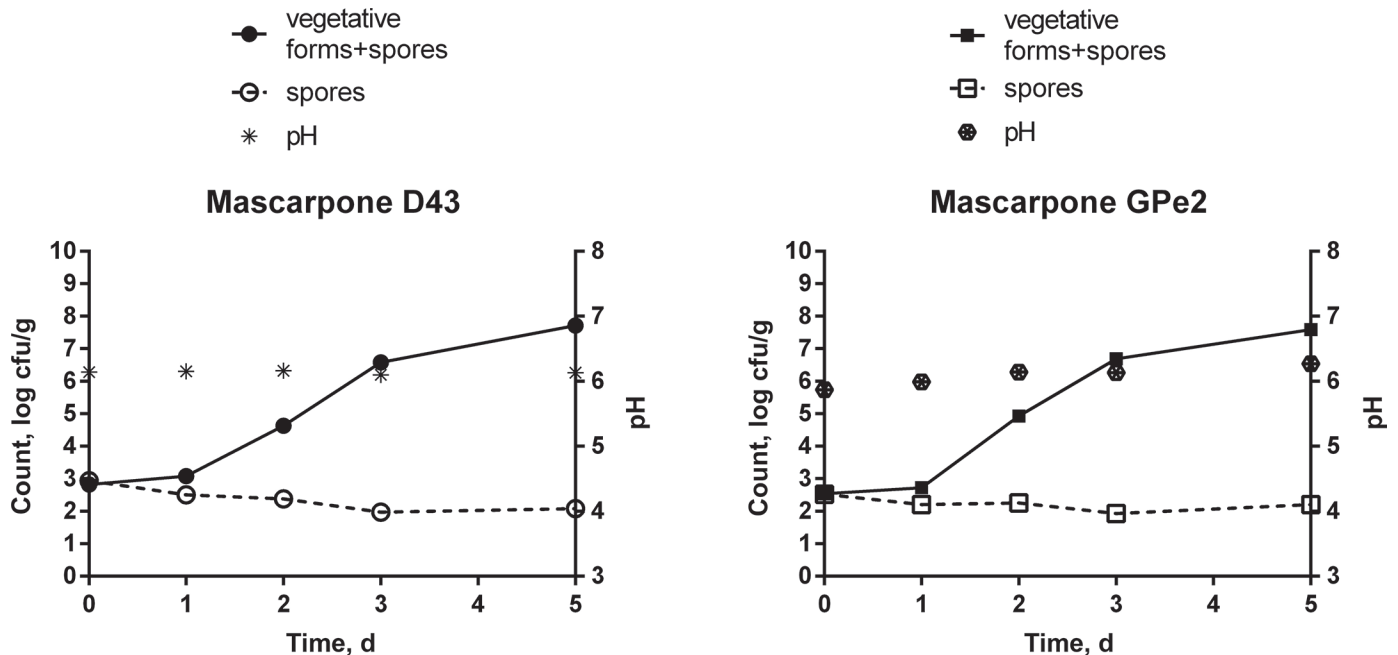 vegetative
forms+spores
spores
pH
Mascarpone D43
10
9
8
7
6
5
4
3
2
1
0
Count, log cfu/g
8
7
6
5
4
3
pH
0 1 2 3 4 5
Time, d
vegetative
forms+spores
spores
pH
Mascarpone GPe2
10
9
8
7
6
5
4
3
2
1
0
Count, log cfu/g
8
7
6
5
4
3
pH
0 1 2 3 4 5
Time, d